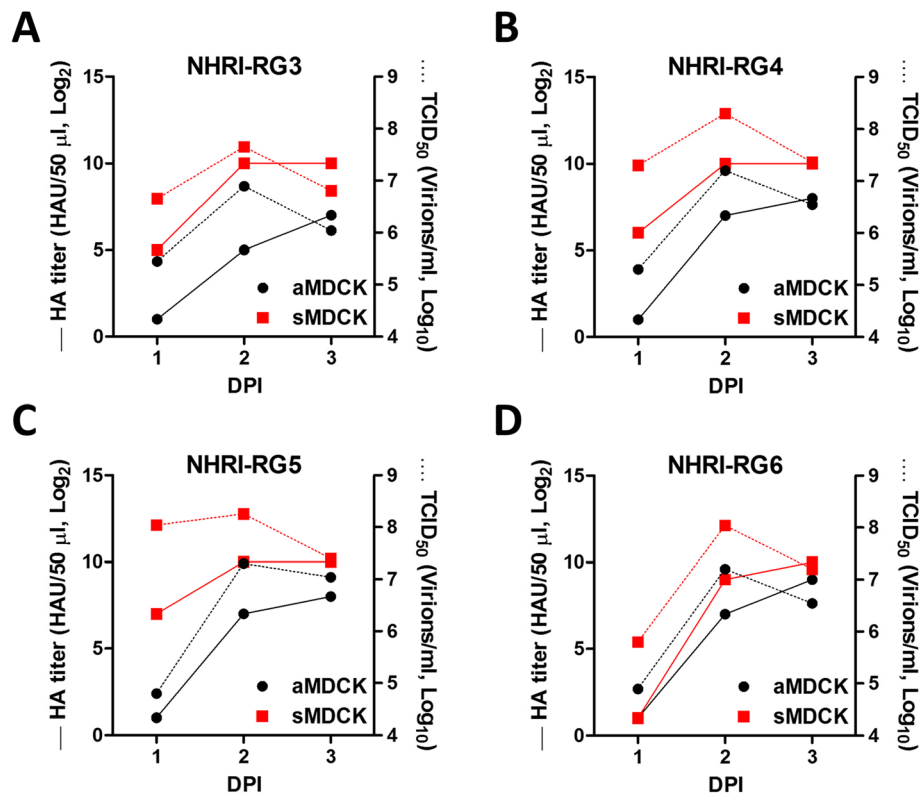 A
NHRI-RG3
— HA titer (HAU/50 µl, Log₂)
15
10
5
0
9
8
7
6
5
4
.... TCID₅₀ (Virions/ml, Log₁₀)
aMDCK
sMDCK
1 2 3
DPI
B
NHRI-RG4
— HA titer (HAU/50 µl, Log₂)
15
10
5
0
9
8
7
6
5
4
.... TCID₅₀ (Virions/ml, Log₁₀)
aMDCK
sMDCK
1 2 3
DPI
C
NHRI-RG5
— HA titer (HAU/50 µl, Log₂)
15
10
5
0
9
8
7
6
5
4
.... TCID₅₀ (Virions/ml, Log₁₀)
aMDCK
sMDCK
1 2 3
DPI
D
NHRI-RG6
— HA titer (HAU/50 µl, Log₂)
15
10
5
0
9
8
7
6
5
4
.... TCID₅₀ (Virions/ml, Log₁₀)
aMDCK
sMDCK
1 2 3
DPI